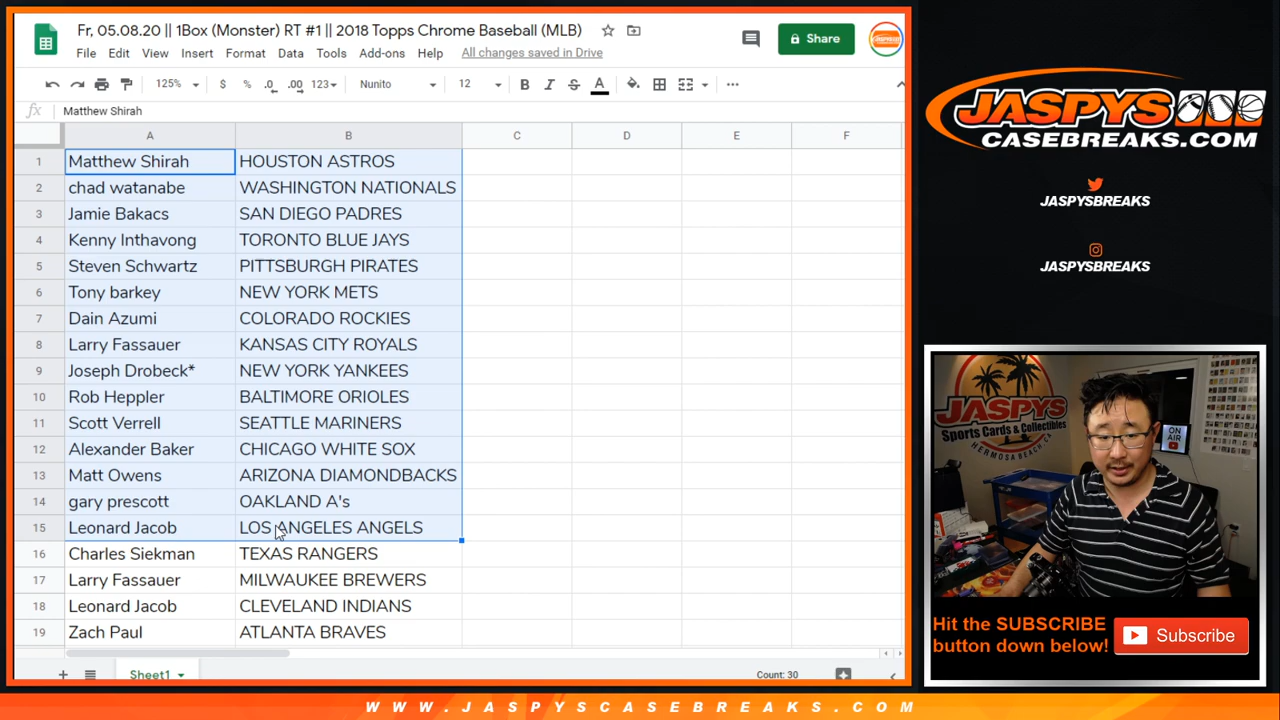 Fr, 05.08.20 || 1Box (Monster) RT #1 || 2018 Topps Chrome Baseball (MLB)
File Edit View Insert Format Data Tools Add-ons Help All changes saved in Drive
Share
125% $ % .0 .00 123 Nunito 12 B I S A
fx Matthew Shirah
A B C D E F
1 Matthew Shirah HOUSTON ASTROS
2 chad watanabe WASHINGTON NATIONALS
3 Jamie Bakacs SAN DIEGO PADRES
4 Kenny Inthavong TORONTO BLUE JAYS
5 Steven Schwartz PITTSBURGH PIRATES
6 Tony barkey NEW YORK METS
7 Dain Azumi COLORADO ROCKIES
8 Larry Fassauer KANSAS CITY ROYALS
9 Joseph Drobeck* NEW YORK YANKEES
10 Rob Heppler BALTIMORE ORIOLES
11 Scott Verrell SEATTLE MARINERS
12 Alexander Baker CHICAGO WHITE SOX
13 Matt Owens ARIZONA DIAMONDBACKS
14 gary prescott OAKLAND A's
15 Leonard Jacob LOS ANGELES ANGELS
16 Charles Siekman TEXAS RANGERS
17 Larry Fassauer MILWAUKEE BREWERS
18 Leonard Jacob CLEVELAND INDIANS
19 Zach Paul ATLANTA BRAVES
Sheet1
Count: 30
JASPYS
CASEBREAKS.COM
JASPYSBREAKS
JASPYSBREAKS
JASPYS
Sports Cards & Collectibles
HERMOSA BEACH, CA
ON
AIR
Hit the SUBSCRIBE
button down below!
Subscribe
WWW.JASPYSCASEBREAKS.COM